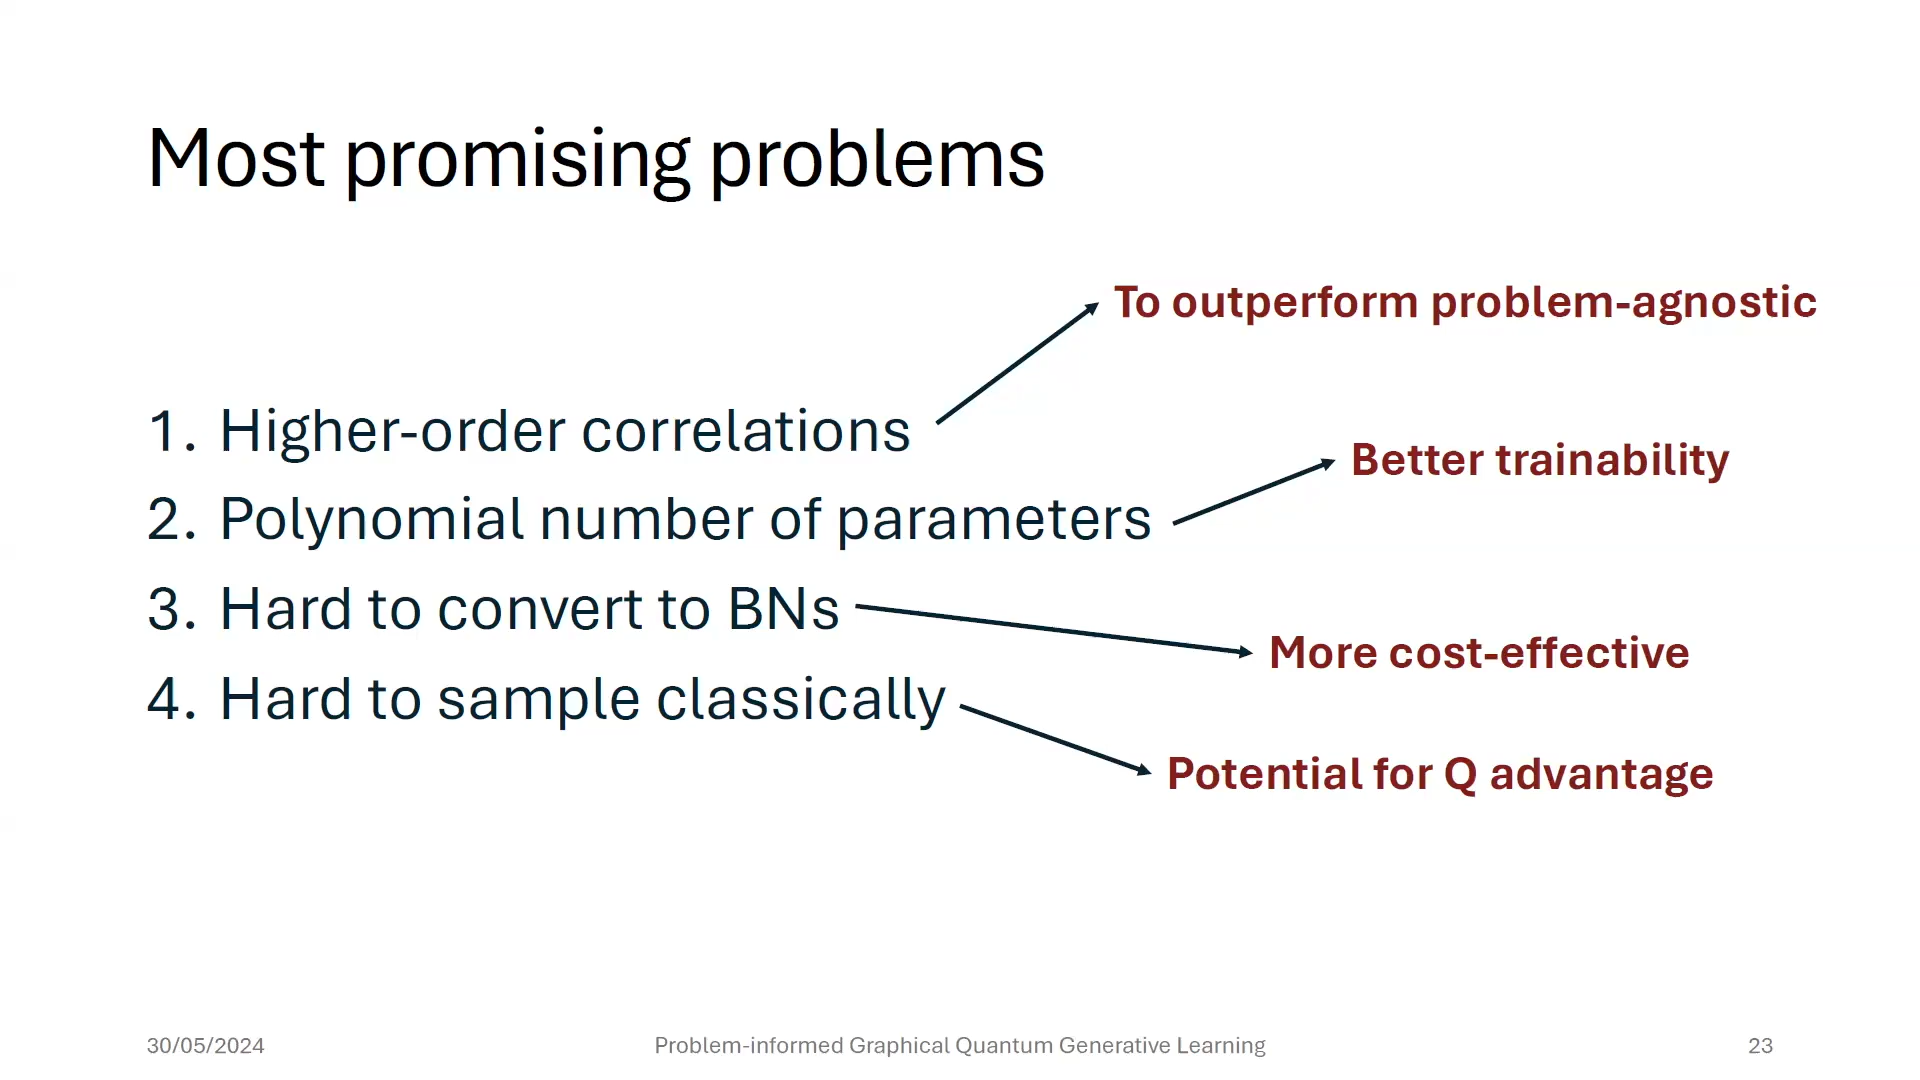 Most promising problems
To outperform problem-agnostic
1. Higher-order correlations
Better trainability
2. Polynomial number of parameters
3. Hard to convert to BNs
More cost-effective
4. Hard to sample classically
Potential for Q advantage
30/05/2024
Problem-informed Graphical Quantum Generative Learning
23